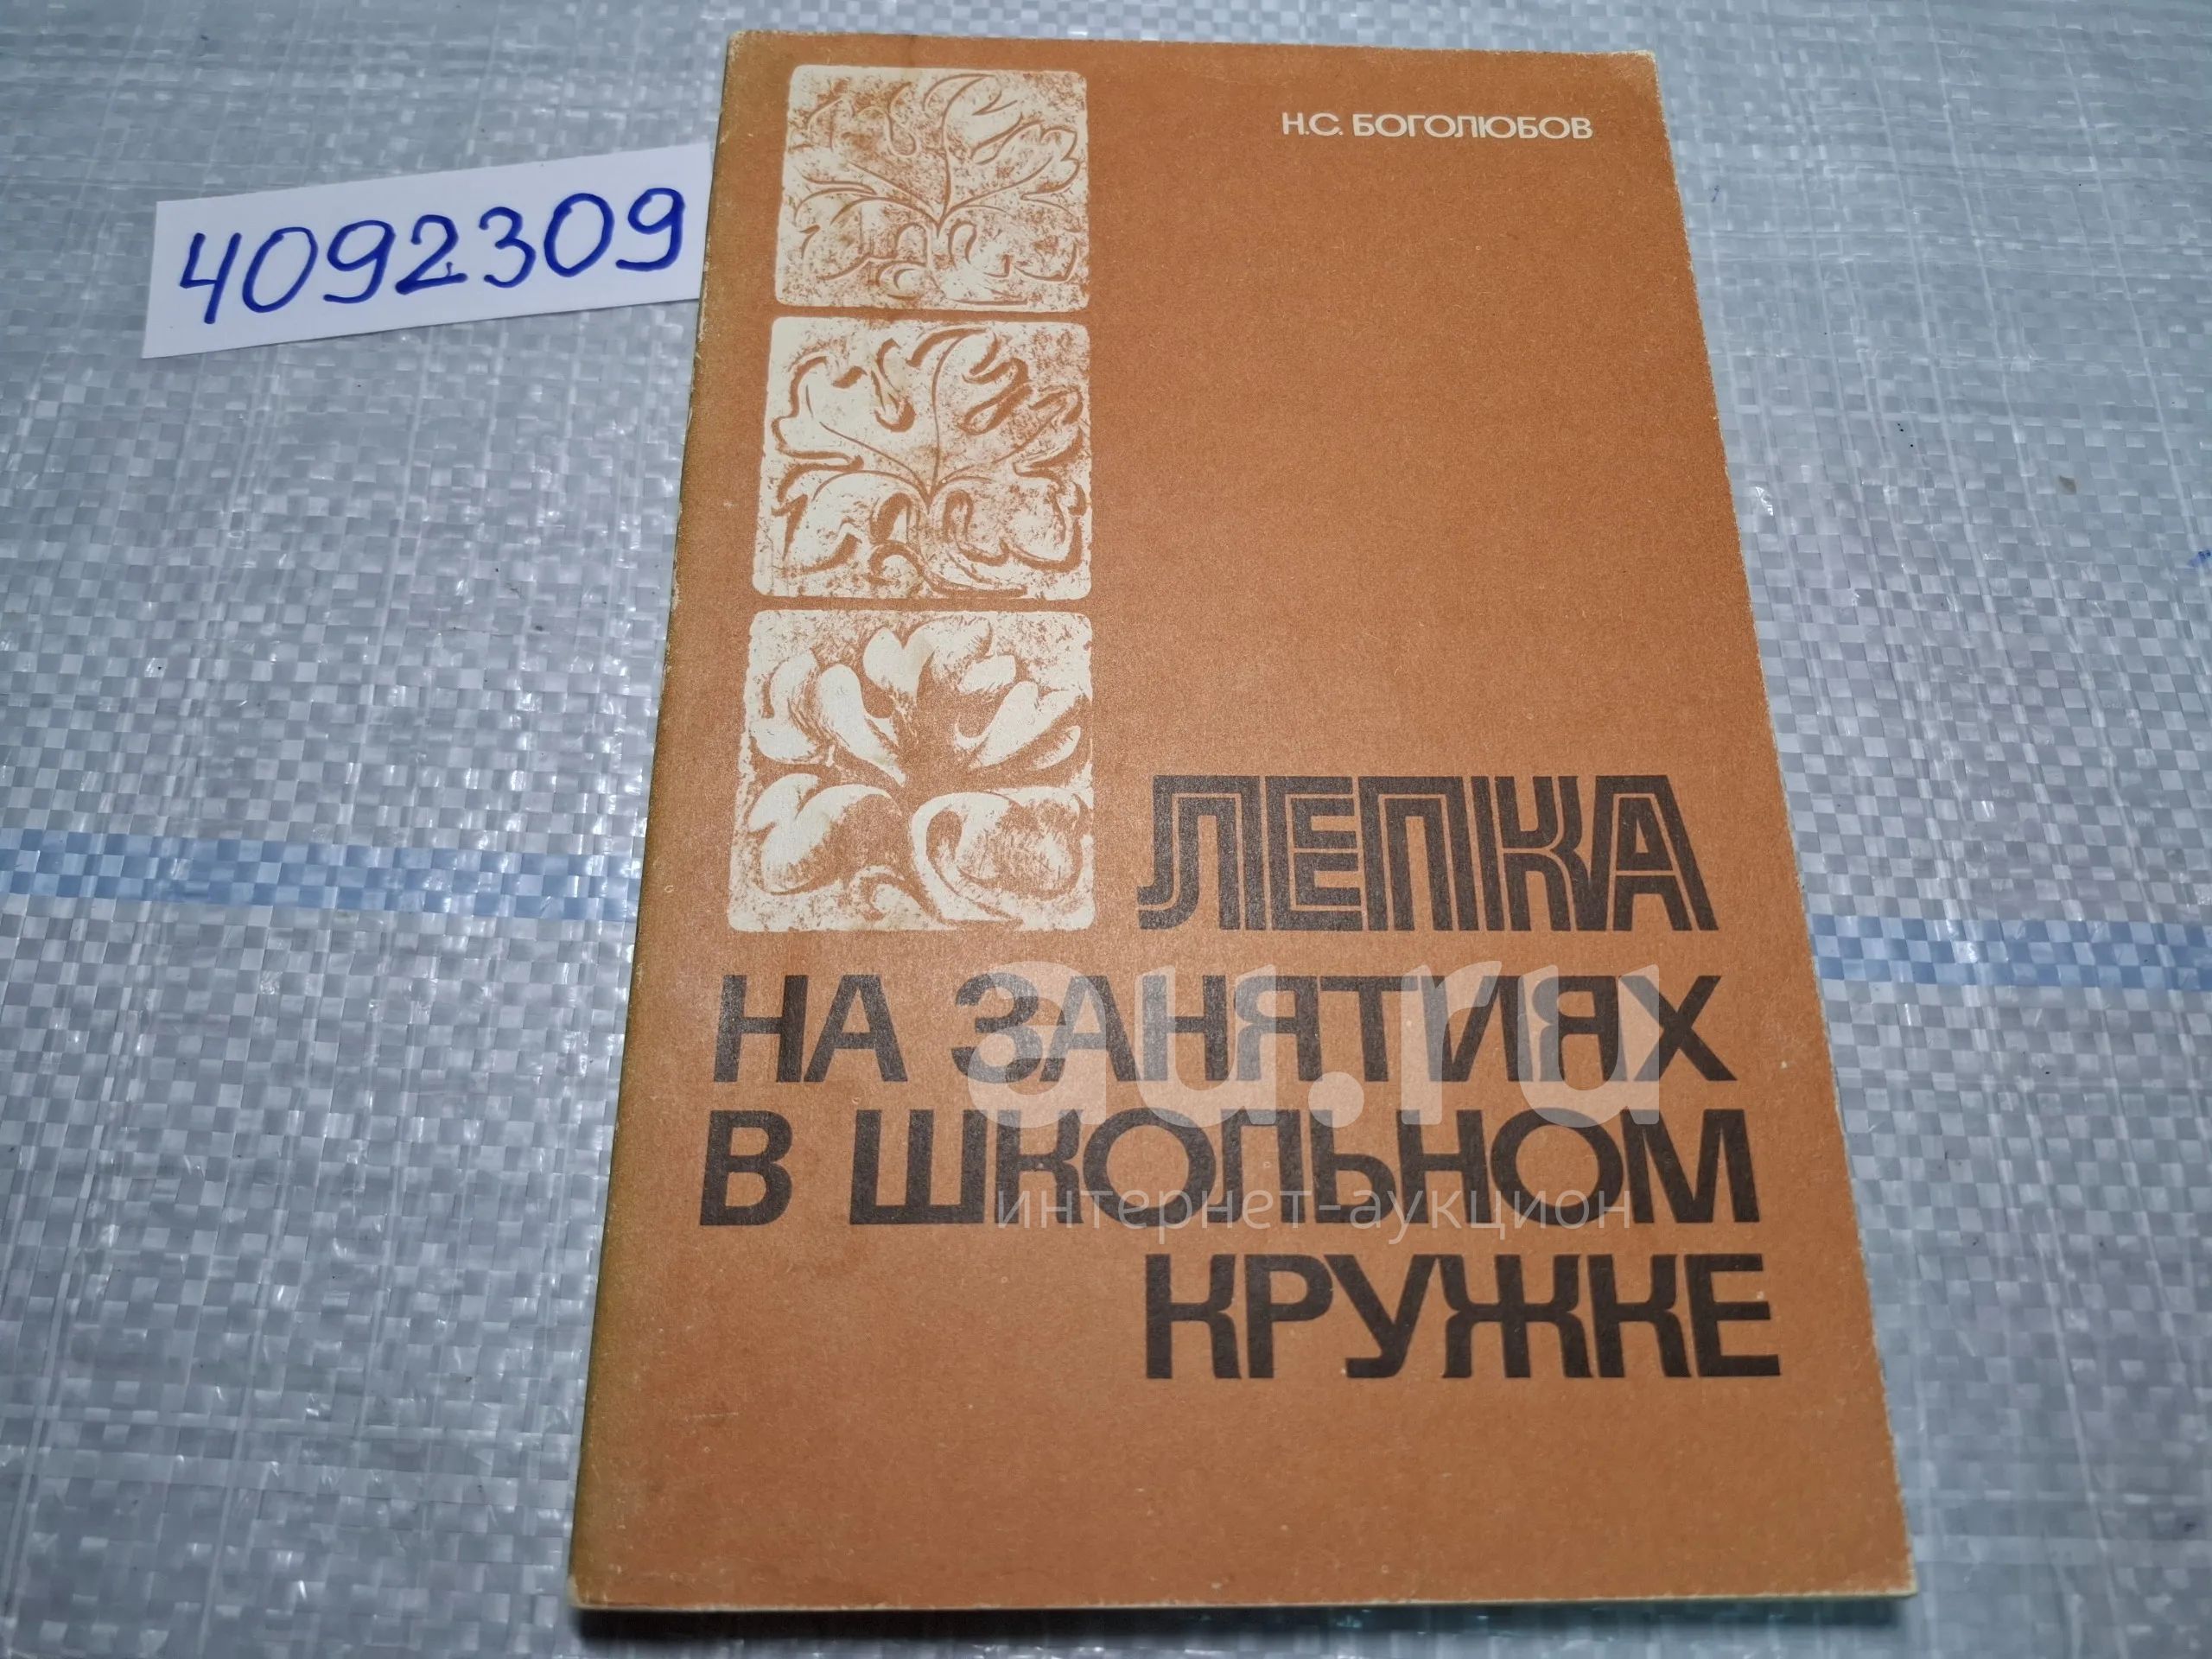 Н.С. БОГОЛЮБОВ
4092309
ЛЕПКА
НА ЗАНЯТИЯХ
В ШКОЛЬНОМ
КРУЖКЕ
au.ru
интернет-аукцион